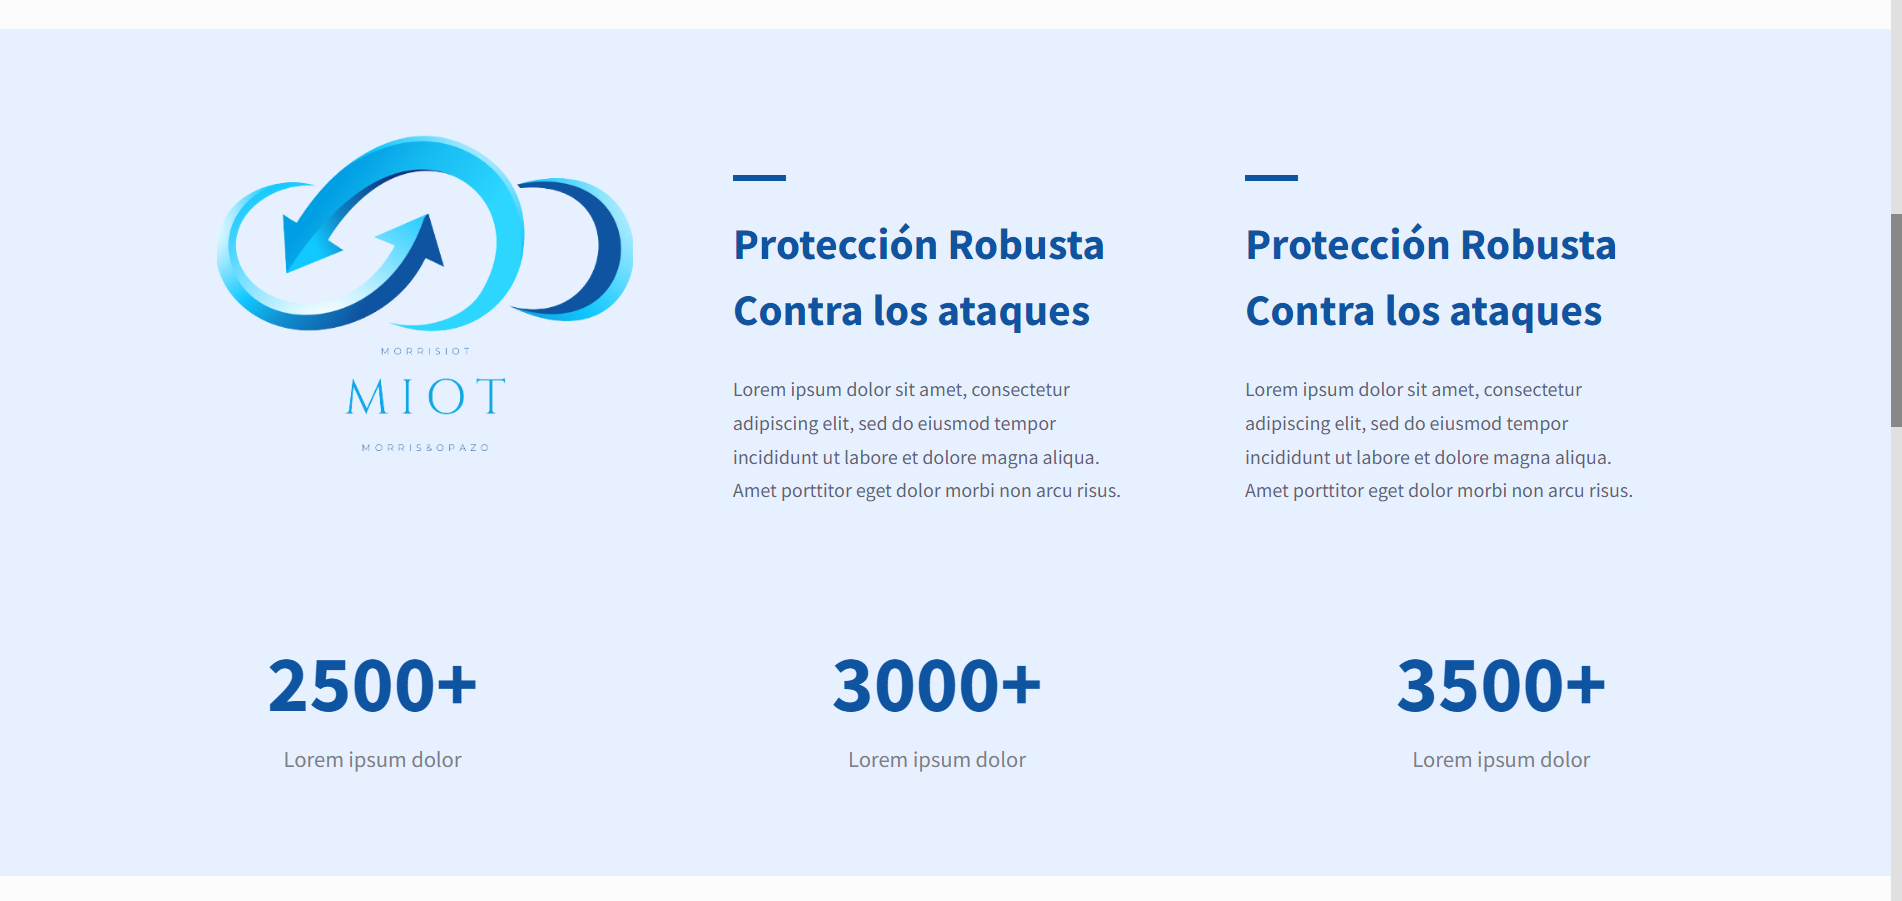 MORRISIOT
MIOT
MORRIS&OPAZO
Protección Robusta
Contra los ataques
Lorem ipsum dolor sit amet, consectetur
adipiscing elit, sed do eiusmod tempor
incididunt ut labore et dolore magna aliqua.
Amet porttitor eget dolor morbi non arcu risus.
Protección Robusta
Contra los ataques
Lorem ipsum dolor sit amet, consectetur
adipiscing elit, sed do eiusmod tempor
incididunt ut labore et dolore magna aliqua.
Amet porttitor eget dolor morbi non arcu risus.
2500+
Lorem ipsum dolor
3000+
Lorem ipsum dolor
3500+
Lorem ipsum dolor